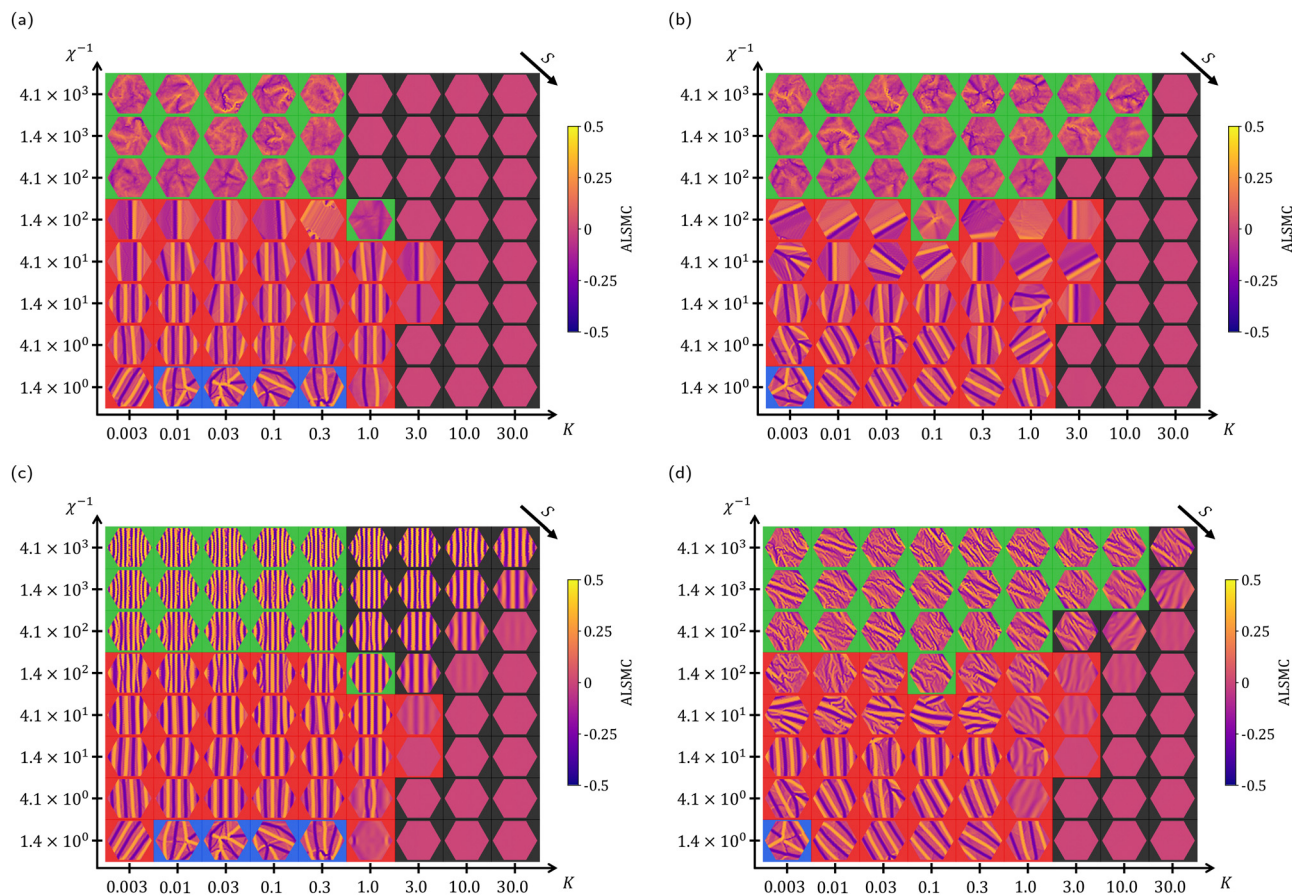 (a)
χ⁻¹
S
4.1 × 10³
1.4 × 10³
4.1 × 10²
1.4 × 10²
4.1 × 10¹
1.4 × 10¹
4.1 × 10⁰
1.4 × 10⁰
0.003 0.01 0.03 0.1 0.3 1.0 3.0 10.0 30.0 K
0.5
0.25
0
-0.25
-0.5
ALSMC
(b)
χ⁻¹
S
4.1 × 10³
1.4 × 10³
4.1 × 10²
1.4 × 10²
4.1 × 10¹
1.4 × 10¹
4.1 × 10⁰
1.4 × 10⁰
0.003 0.01 0.03 0.1 0.3 1.0 3.0 10.0 30.0 K
0.5
0.25
0
-0.25
-0.5
ALSMC
(c)
χ⁻¹
S
4.1 × 10³
1.4 × 10³
4.1 × 10²
1.4 × 10²
4.1 × 10¹
1.4 × 10¹
4.1 × 10⁰
1.4 × 10⁰
0.003 0.01 0.03 0.1 0.3 1.0 3.0 10.0 30.0 K
0.5
0.25
0
-0.25
-0.5
ALSMC
(d)
χ⁻¹
S
4.1 × 10³
1.4 × 10³
4.1 × 10²
1.4 × 10²
4.1 × 10¹
1.4 × 10¹
4.1 × 10⁰
1.4 × 10⁰
0.003 0.01 0.03 0.1 0.3 1.0 3.0 10.0 30.0 K
0.5
0.25
0
-0.25
-0.5
ALSMC